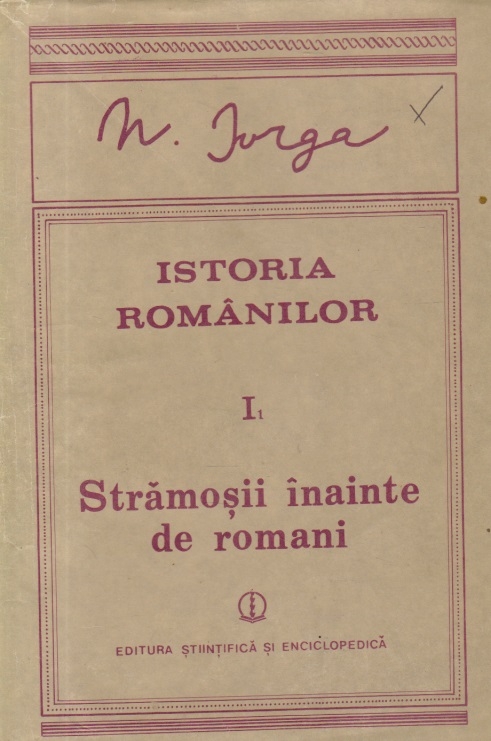 N. Iorga
ISTORIA
ROMÂNILOR
I₁
Strămoșii înainte
de romani
EDITURA ȘTIINȚIFICĂ ȘI ENCICLOPEDICĂ